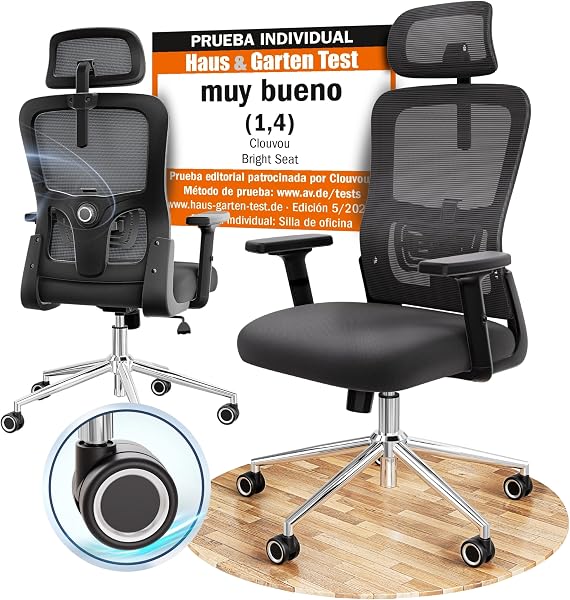 PRUEBA INDIVIDUAL
Haus & Garten Test
muy bueno
(1,4)
Clouvou
Bright Seat
Prueba editorial patrocinada por Clouvou
Método de prueba: www.av.de/tests
www.haus-garten-test.de · Edición 5/202
individual: Silla de oficina